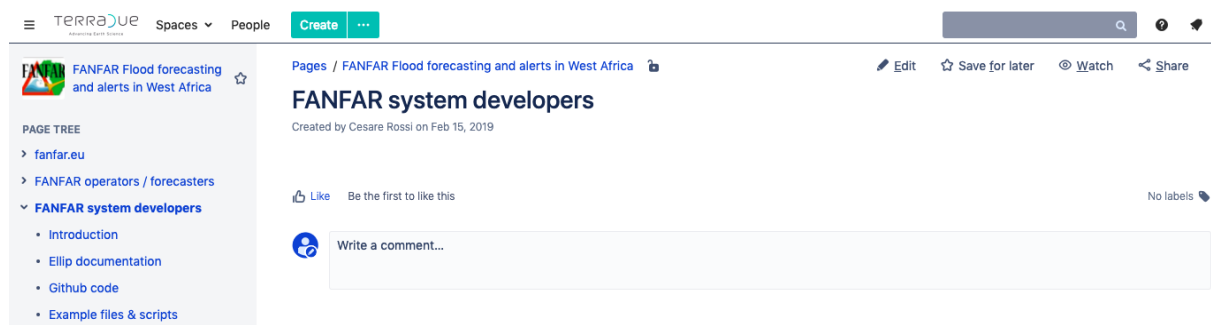 TERRADUE
Advancing Earth Science
Spaces People Create ...
FANFAR
FANFAR Flood forecasting
and alerts in West Africa
PAGE TREE
fanfar.eu
FANFAR operators / forecasters
FANFAR system developers
Introduction
Ellip documentation
Github code
Example files & scripts
Pages / FANFAR Flood forecasting and alerts in West Africa
Edit Save for later Watch Share
FANFAR system developers
Created by Cesare Rossi on Feb 15, 2019
Like Be the first to like this
No labels
Write a comment…